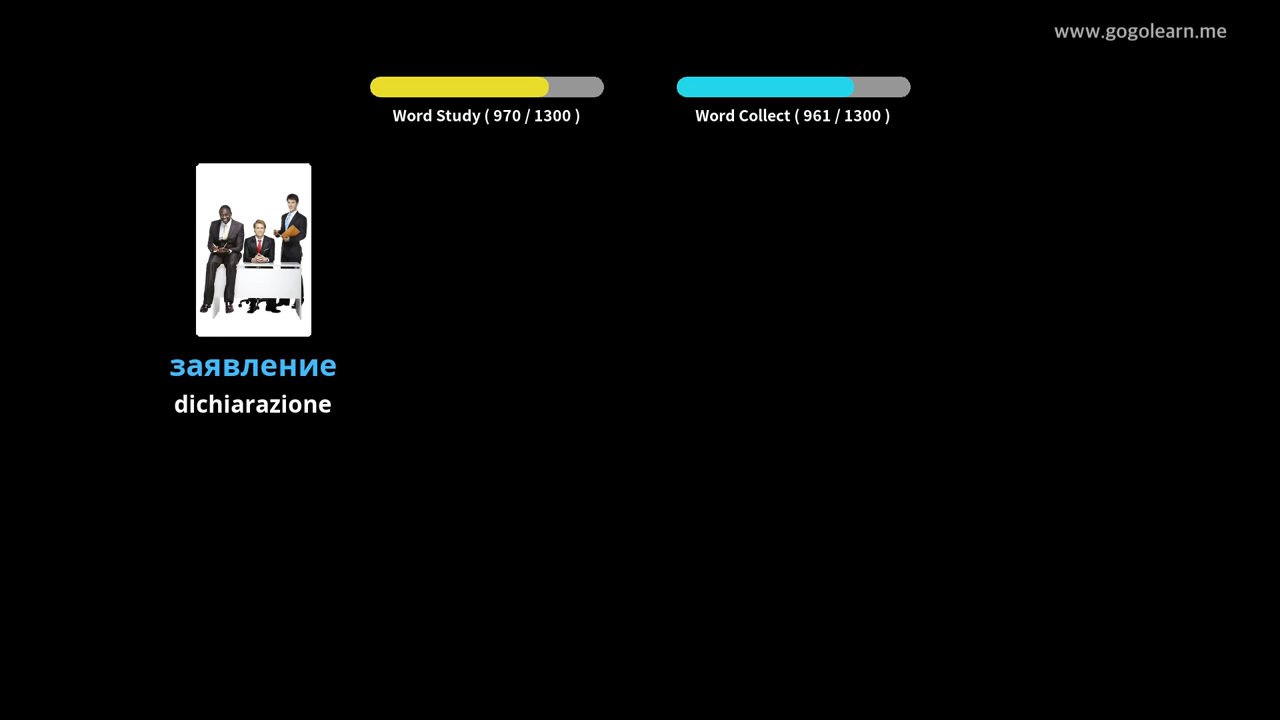 www.gogolearn.me
Word Study ( 970 / 1300 )
Word Collect ( 961 / 1300 )
заявление
dichiarazione